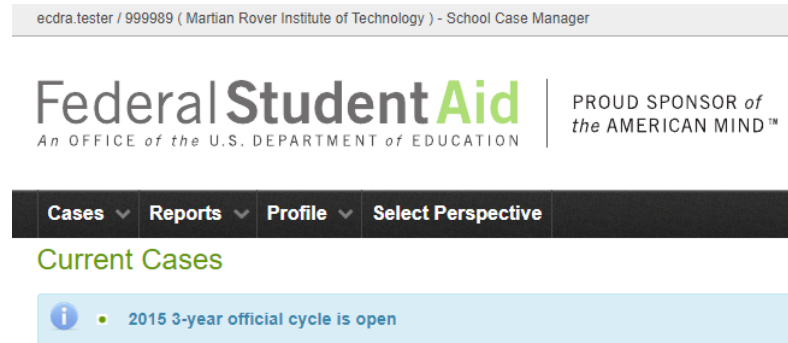 ecdra.tester / 999989 ( Martian Rover Institute of Technology ) - School Case Manager
Federal Student Aid
An OFFICE of the U.S. DEPARTMENT of EDUCATION
PROUD SPONSOR of
the AMERICAN MIND™
Cases Reports Profile Select Perspective
Current Cases
2015 3-year official cycle is open